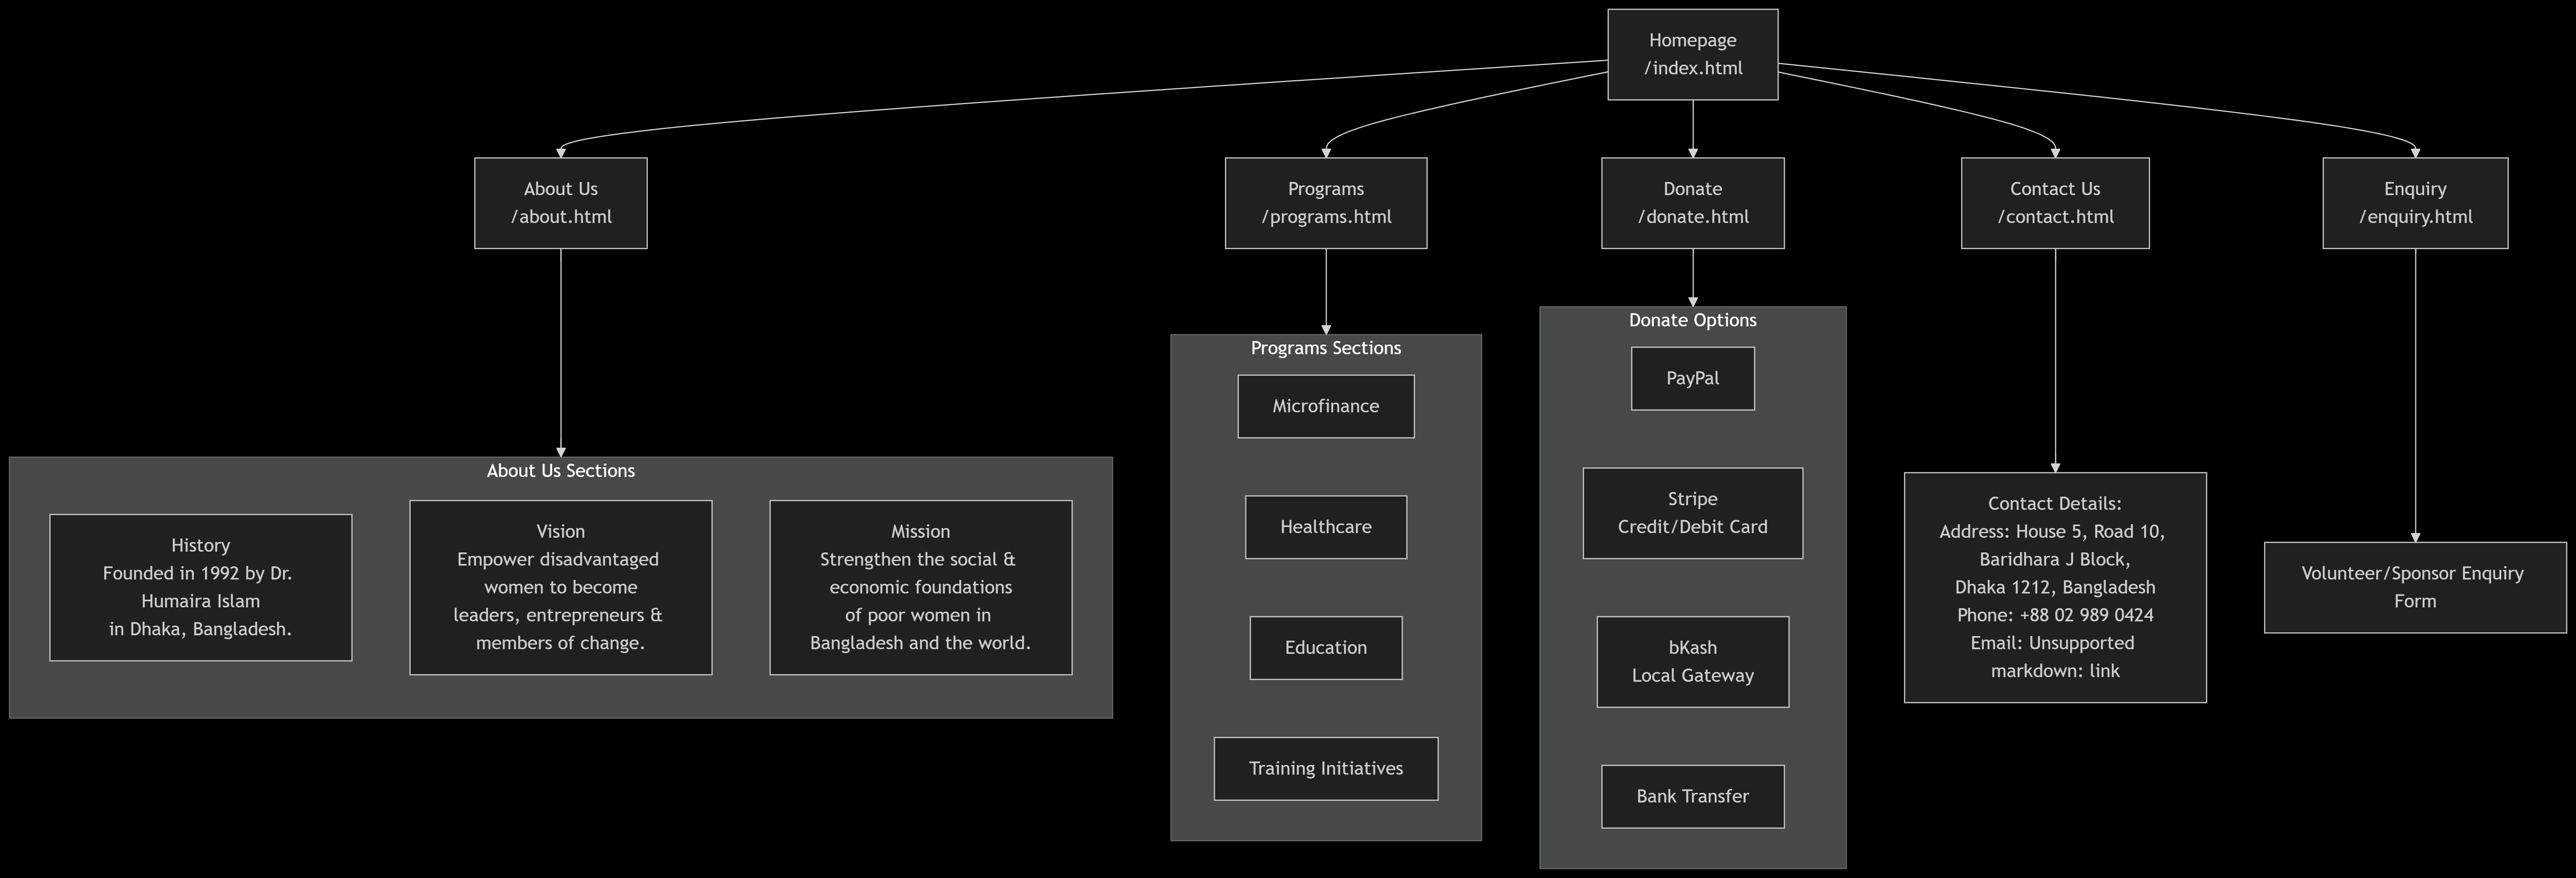 Homepage
/index.html
About Us
/about.html
Programs
/programs.html
Donate
/donate.html
Contact Us
/contact.html
Enquiry
/enquiry.html
About Us Sections
History
Founded in 1992 by Dr.
Humaira Islam
in Dhaka, Bangladesh.
Vision
Empower disadvantaged
women to become
leaders, entrepreneurs &
members of change.
Mission
Strengthen the social &
economic foundations
of poor women in
Bangladesh and the world.
Programs Sections
Microfinance
Healthcare
Education
Training Initiatives
Donate Options
PayPal
Stripe
Credit/Debit Card
bKash
Local Gateway
Bank Transfer
Contact Details:
Address: House 5, Road 10,
Baridhara J Block,
Dhaka 1212, Bangladesh
Phone: +88 02 989 0424
Email: Unsupported
markdown: link
Volunteer/Sponsor Enquiry
Form